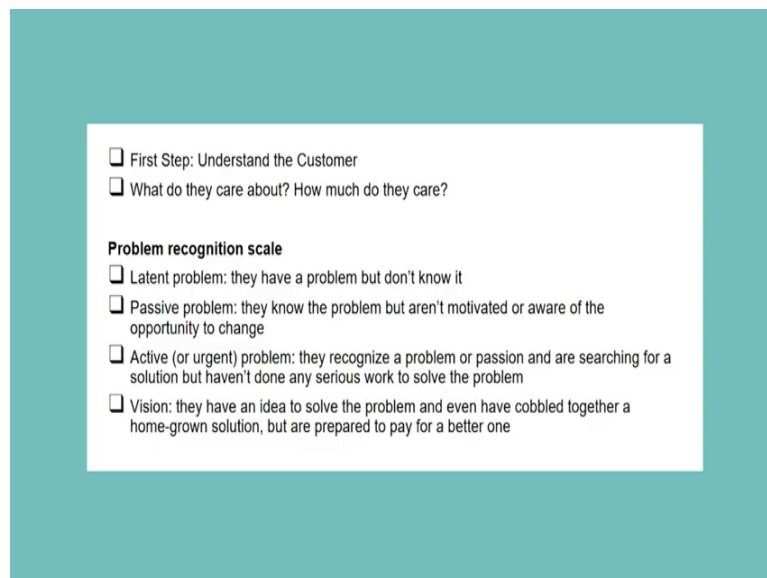 ❑ First Step: Understand the Customer
❑ What do they care about? How much do they care?
Problem recognition scale
❑ Latent problem: they have a problem but don't know it
❑ Passive problem: they know the problem but aren't motivated or aware of the
opportunity to change
❑ Active (or urgent) problem: they recognize a problem or passion and are searching for a
solution but haven't done any serious work to solve the problem
❑ Vision: they have an idea to solve the problem and even have cobbled together a
home-grown solution, but are prepared to pay for a better one